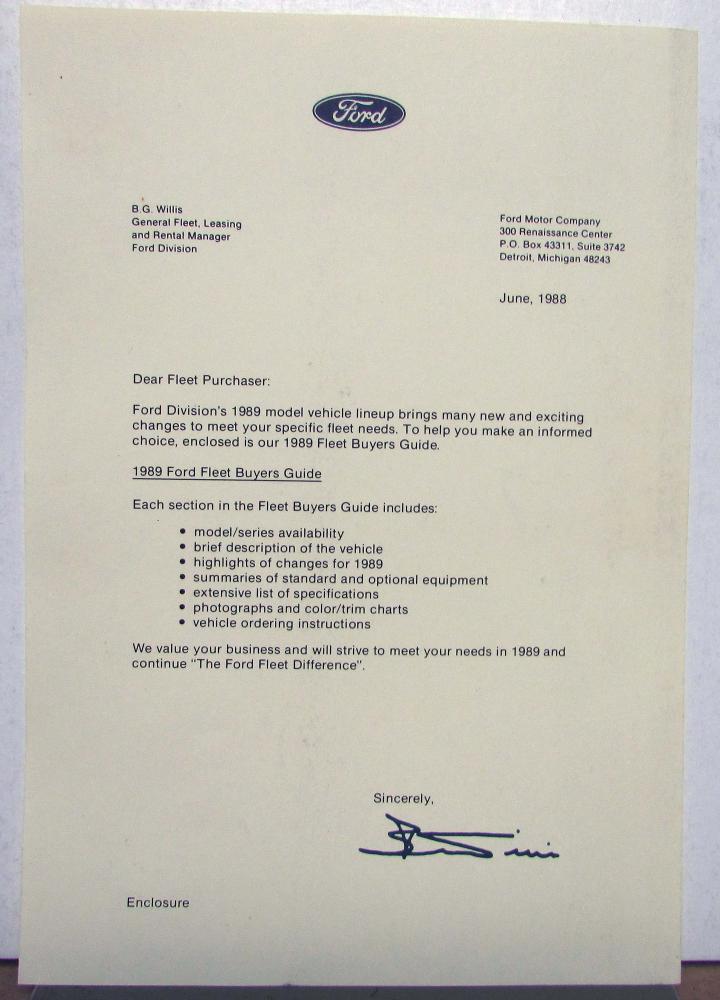 Ford
B.G. Willis
General Fleet, Leasing
and Rental Manager
Ford Division
Ford Motor Company
300 Renaissance Center
P.O. Box 43311, Suite 3742
Detroit, Michigan 48243
June, 1988
Dear Fleet Purchaser:
Ford Division's 1989 model vehicle lineup brings many new and exciting
changes to meet your specific fleet needs. To help you make an informed
choice, enclosed is our 1989 Fleet Buyers Guide.
1989 Ford Fleet Buyers Guide
Each section in the Fleet Buyers Guide includes:
• model/series availability
• brief description of the vehicle
• highlights of changes for 1989
• summaries of standard and optional equipment
• extensive list of specifications
• photographs and color/trim charts
• vehicle ordering instructions
We value your business and will strive to meet your needs in 1989 and
continue "The Ford Fleet Difference".
Sincerely,
Enclosure